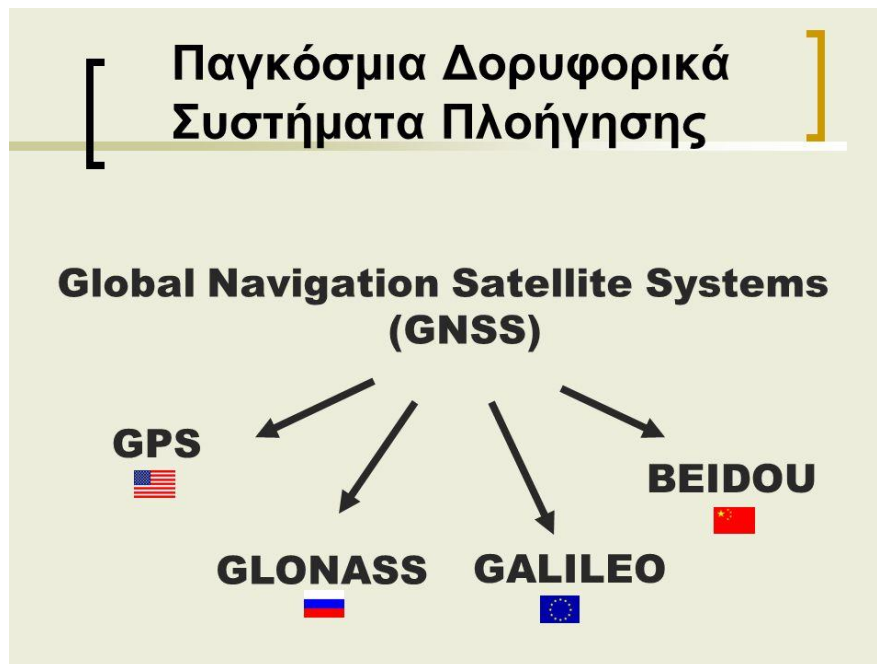 Παγκόσμια Δορυφορικά
Συστήματα Πλοήγησης
Global Navigation Satellite Systems
(GNSS)
GPS
BEIDOU
GLONASS
GALILEO